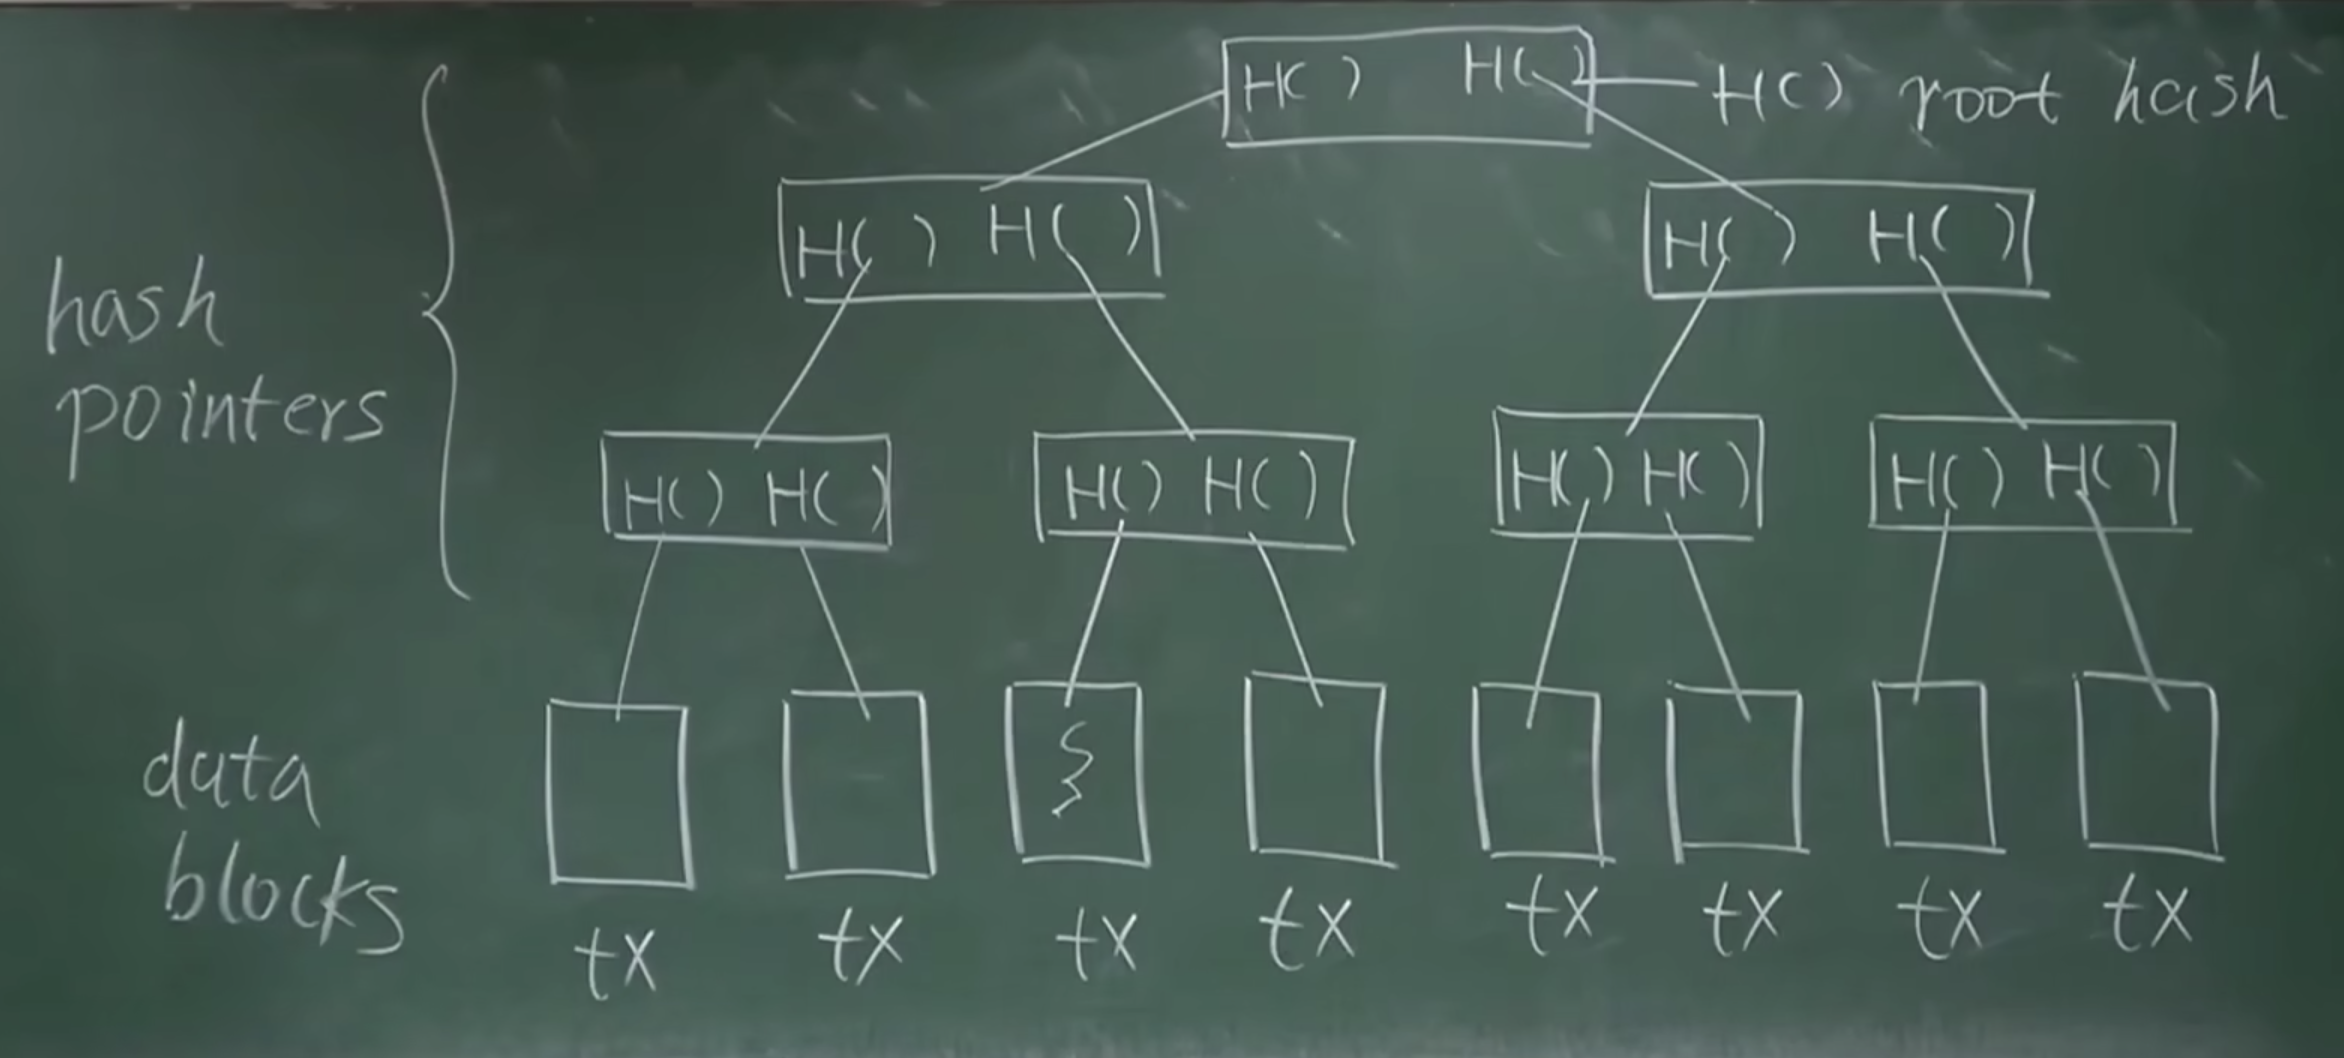 H( ) H( ) H( ) root hash
H( ) H( ) H( ) H( )
hash
pointers
H( ) H( ) H( ) H( ) H( ) H( ) H( ) H( )
data
blocks
tx tx tx tx tx tx tx tx